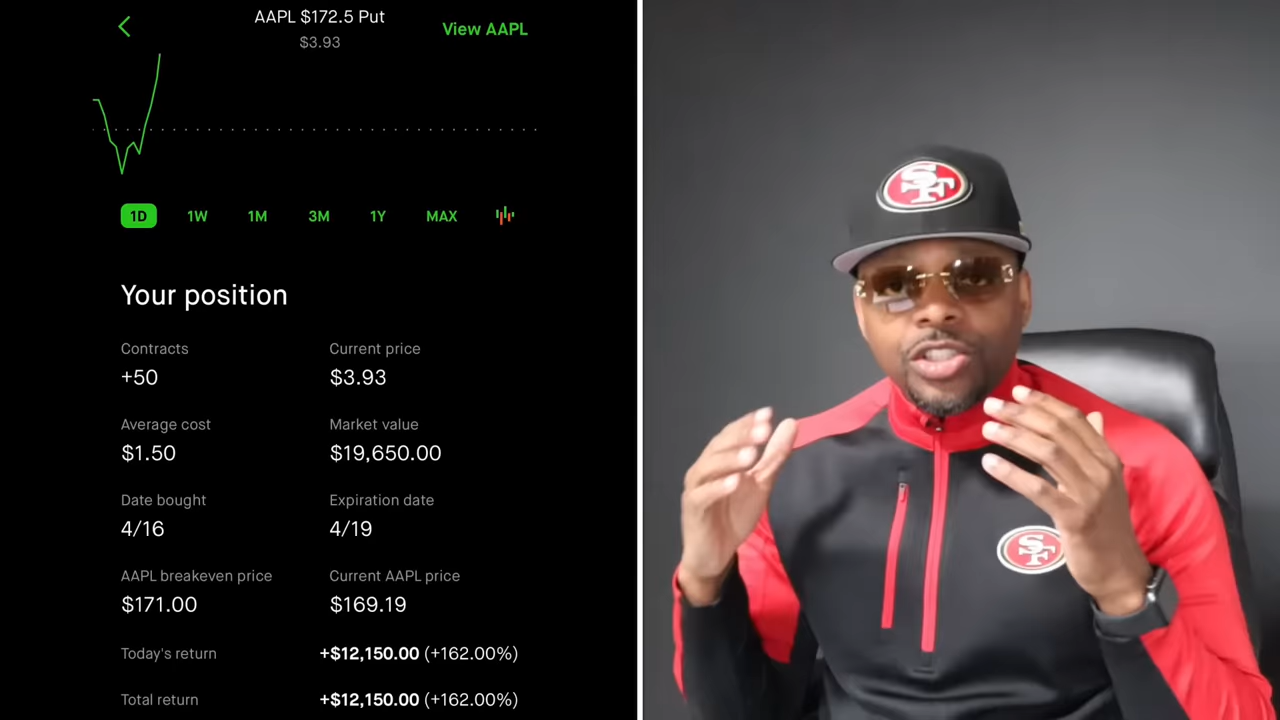 AAPL $172.5 Put
$3.93
View AAPL
1D 1W 1M 3M 1Y MAX
Your position
Contracts Current price
+50 $3.93
Average cost Market value
$1.50 $19,650.00
Date bought Expiration date
4/16 4/19
AAPL breakeven price Current AAPL price
$171.00 $169.19
Today's return +$12,150.00 (+162.00%)
Total return +$12,150.00 (+162.00%)
SF
SF